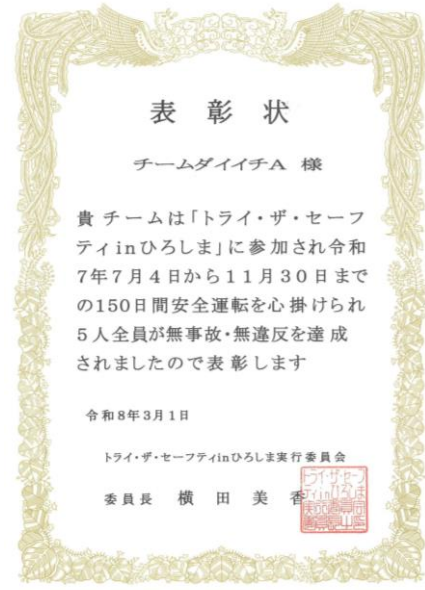 表彰状
チームダイイチA 様
貴チームは「トライ・ザ・セーフ
ティinひろしま」に参加され令和
7年7月4日から11月30日まで
の150日間安全運転を心掛けられ
5人全員が無事故・無違反を達成
されましたので表彰します
令和8年3月1日
トライ・ザ・セーフティinひろしま実行委員会
委員長 横田美香